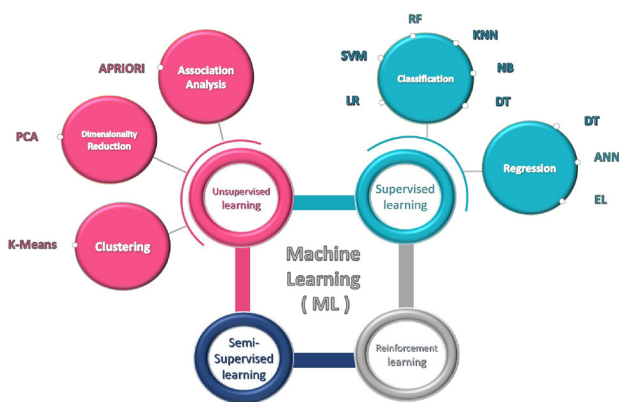 RF
KNN
SVM
Classification
NB
LR
DT
APRIORI
Association
Analysis
DT
PCA
Dimensionality
Reduction
Regression
ANN
EL
Unsupervised
learning
Supervised
learning
K-Means
Clustering
Machine
Learning
( ML )
Semi-
Supervised
learning
Reinforcement
learning